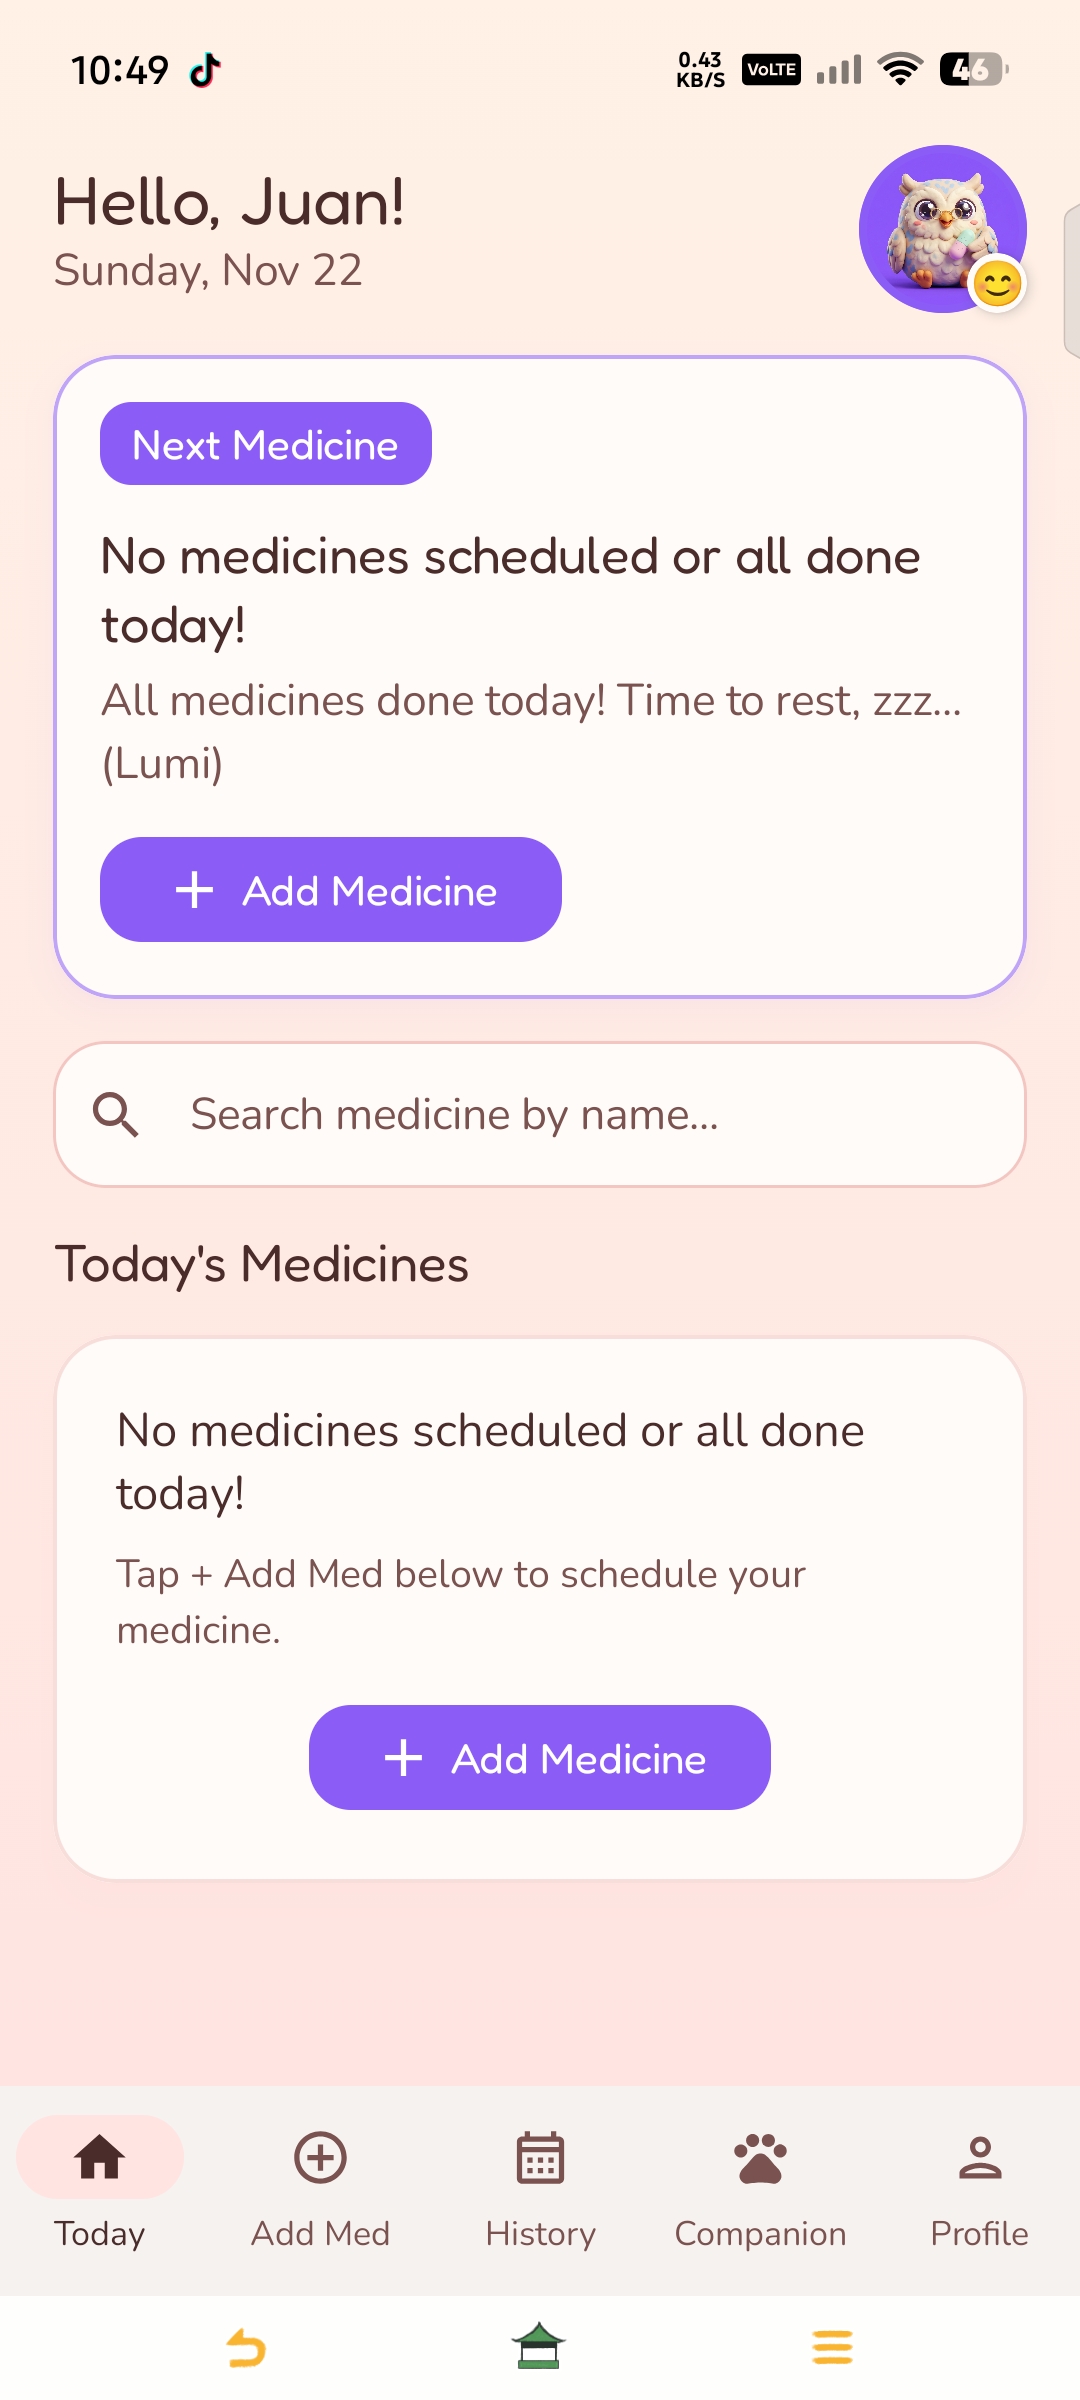 10:49
0.43
KB/S
VoLTE
46
Hello, Juan!
Sunday, Nov 22
Next Medicine
No medicines scheduled or all done
today!
All medicines done today! Time to rest, zzz...
(Lumi)
+ Add Medicine
Search medicine by name...
Today's Medicines
No medicines scheduled or all done
today!
Tap + Add Med below to schedule your
medicine.
+ Add Medicine
Today
Add Med
History
Companion
Profile